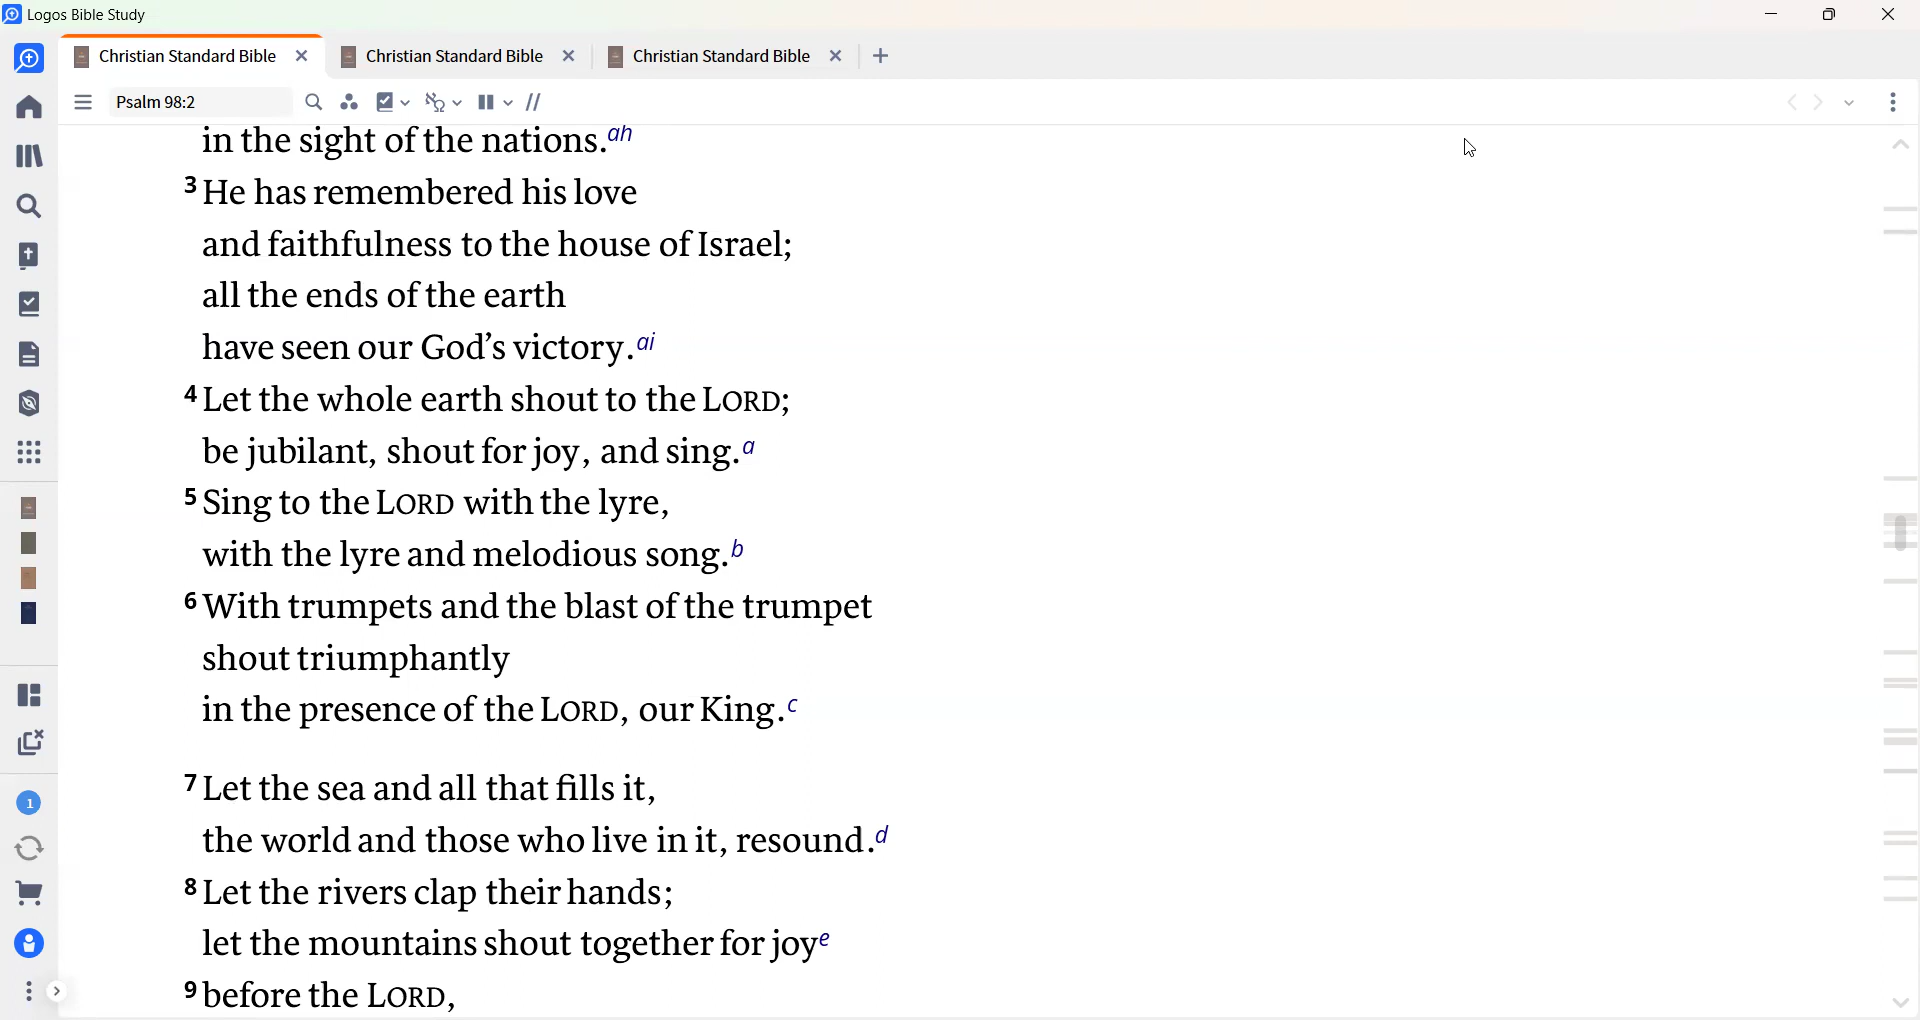 Logos Bible Study
Christian Standard Bible
Christian Standard Bible
Christian Standard Bible
Psalm 98:2
in the sight of the nations.ah
3 He has remembered his love
and faithfulness to the house of Israel;
all the ends of the earth
have seen our God’s victory.ai
4 Let the whole earth shout to the LORD;
be jubilant, shout for joy, and sing.a
5 Sing to the LORD with the lyre,
with the lyre and melodious song.b
6 With trumpets and the blast of the trumpet
shout triumphantly
in the presence of the LORD, our King.c
7 Let the sea and all that fills it,
the world and those who live in it, resound.d
8 Let the rivers clap their hands;
let the mountains shout together for joye
9 before the LORD,
1